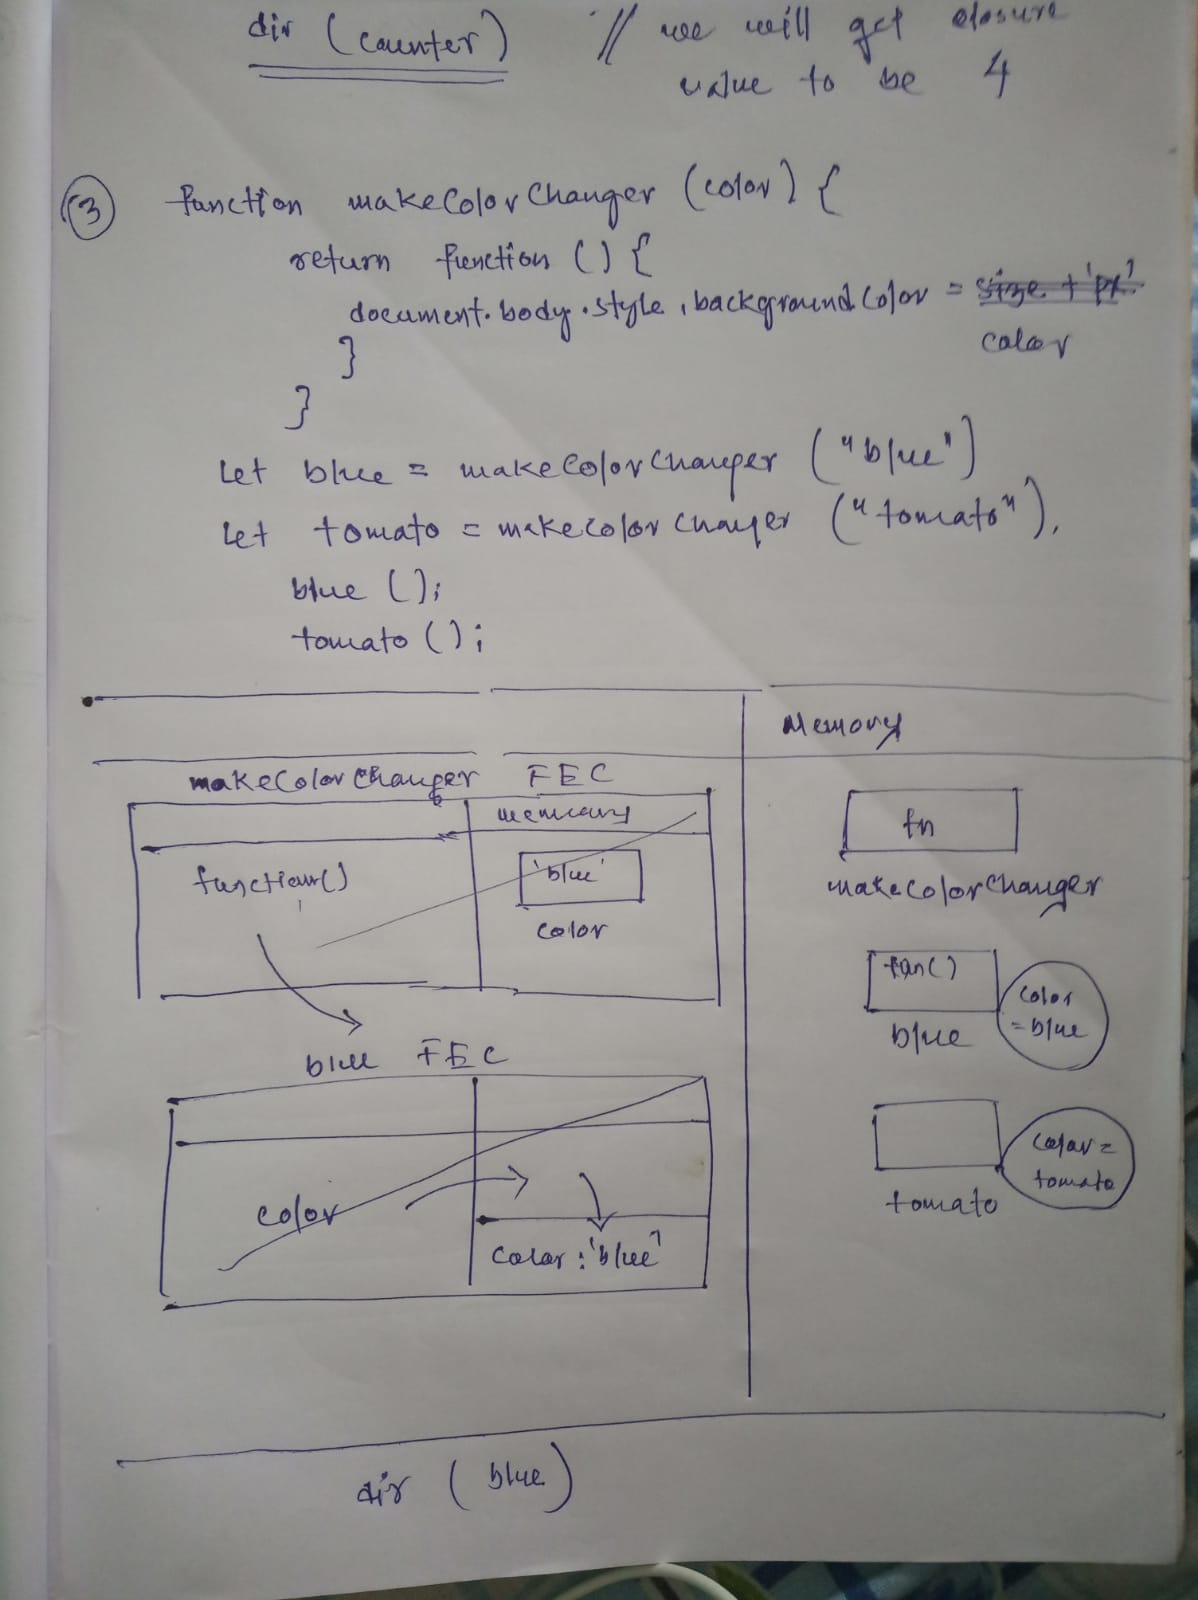 dir (counter) // we will get closure
value to be 4
(3) function makeColorChanger (color) {
return function () {
document.body.style.backgroundColor = size + 'px'
color
}
}
let blue = makeColorChanger ("blue")
let tomato = makecolorchanger ("tomato"),
blue ();
tomato ();
Memory
makeColorChanger FEC
memory
function()
'blue'
color
fn
makecolorchanger
fan()
blue
color
=blue
blue FEC
color
color : 'blue'
color =
tomato
tomato
dir (blue)